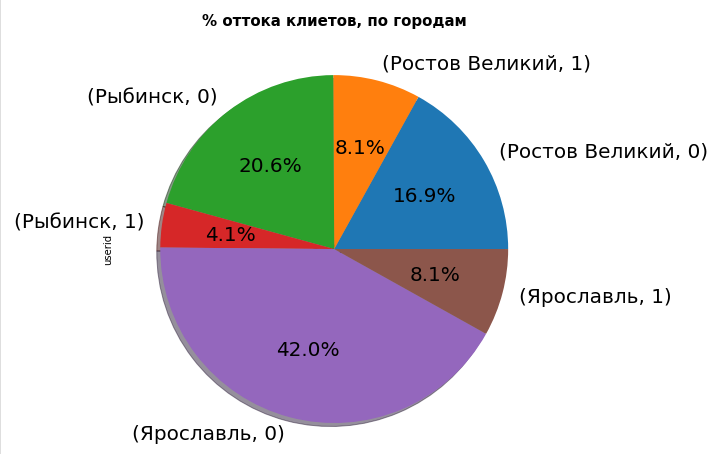 % оттока клиетов, по городам
(Ростов Великий, 1)
(Рыбинск, 0)
8.1%
(Ростов Великий, 0)
20.6%
16.9%
(Рыбинск, 1)
4.1%
userid
8.1%
(Ярославль, 1)
42.0%
(Ярославль, 0)